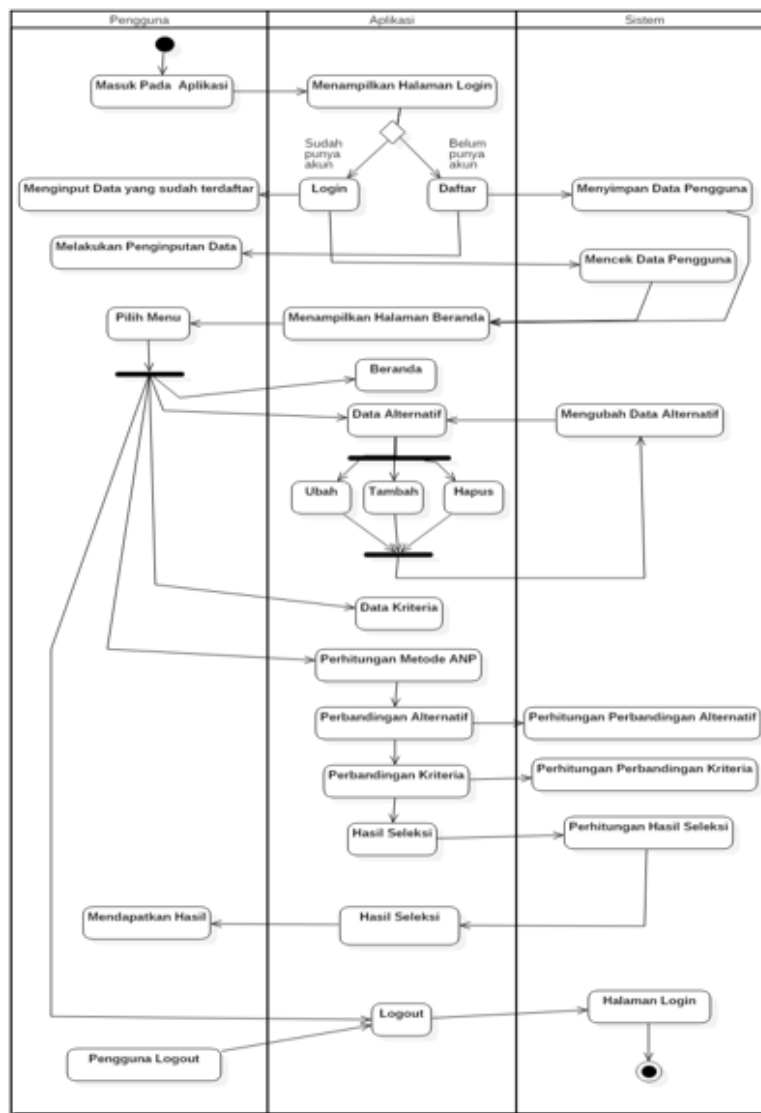 Pengguna
Aplikasi
Sistem
Masuk Pada Aplikasi
Menampilkan Halaman Login
Sudah
punya
akun
Belum
punya
akun
Menginput Data yang sudah terdaftar
Login
Daftar
Menyimpan Data Pengguna
Melakukan Penginputan Data
Mencek Data Pengguna
Pilih Menu
Menampilkan Halaman Beranda
Beranda
Data Alternatif
Mengubah Data Alternatif
Ubah
Tambah
Hapus
Data Kriteria
Perhitungan Metode ANP
Perbandingan Alternatif
Perhitungan Perbandingan Alternatif
Perbandingan Kriteria
Perhitungan Perbandingan Kriteria
Hasil Seleksi
Perhitungan Hasil Seleksi
Mendapatkan Hasil
Hasil Seleksi
Logout
Halaman Login
Pengguna Logout